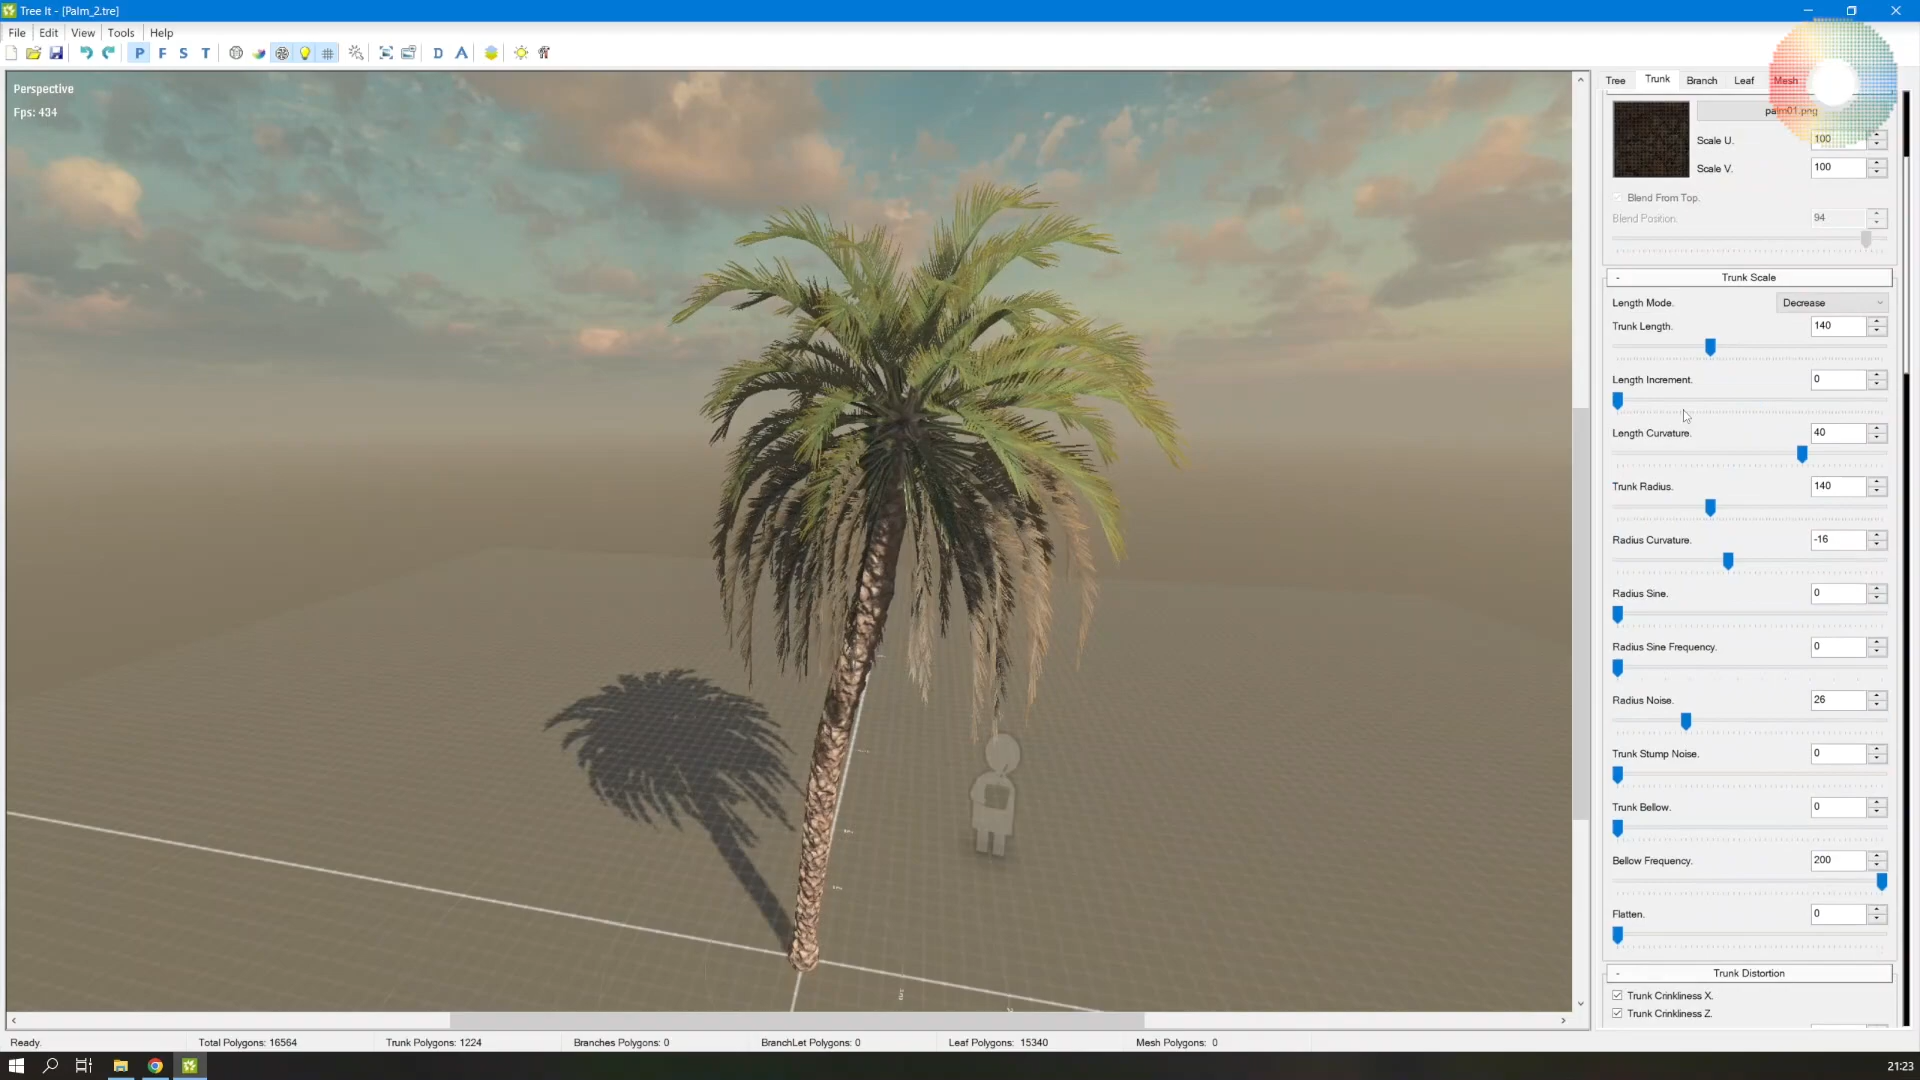 Tree It - [Palm_2.tre]
File Edit View Tools Help
P F S T D A
Perspective
Fps: 434
Tree Trunk Branch Leaf Mesh
palm01.png
Scale U. 100
Scale V. 100
Blend From Top.
Blend Position. 94
- Trunk Scale
Length Mode. Decrease
Trunk Length. 140
Length Increment. 0
Length Curvature. 40
Trunk Radius. 140
Radius Curvature. -16
Radius Sine. 0
Radius Sine Frequency. 0
Radius Noise. 26
Trunk Stump Noise. 0
Trunk Bellow. 0
Bellow Frequency. 200
Flatten. 0
- Trunk Distortion
Trunk Crinkliness X.
Trunk Crinkliness Z.
Ready. Total Polygons: 16564 Trunk Polygons: 1224 Branches Polygons: 0 BranchLet Polygons: 0 Leaf Polygons: 15340 Mesh Polygons: 0
21:23